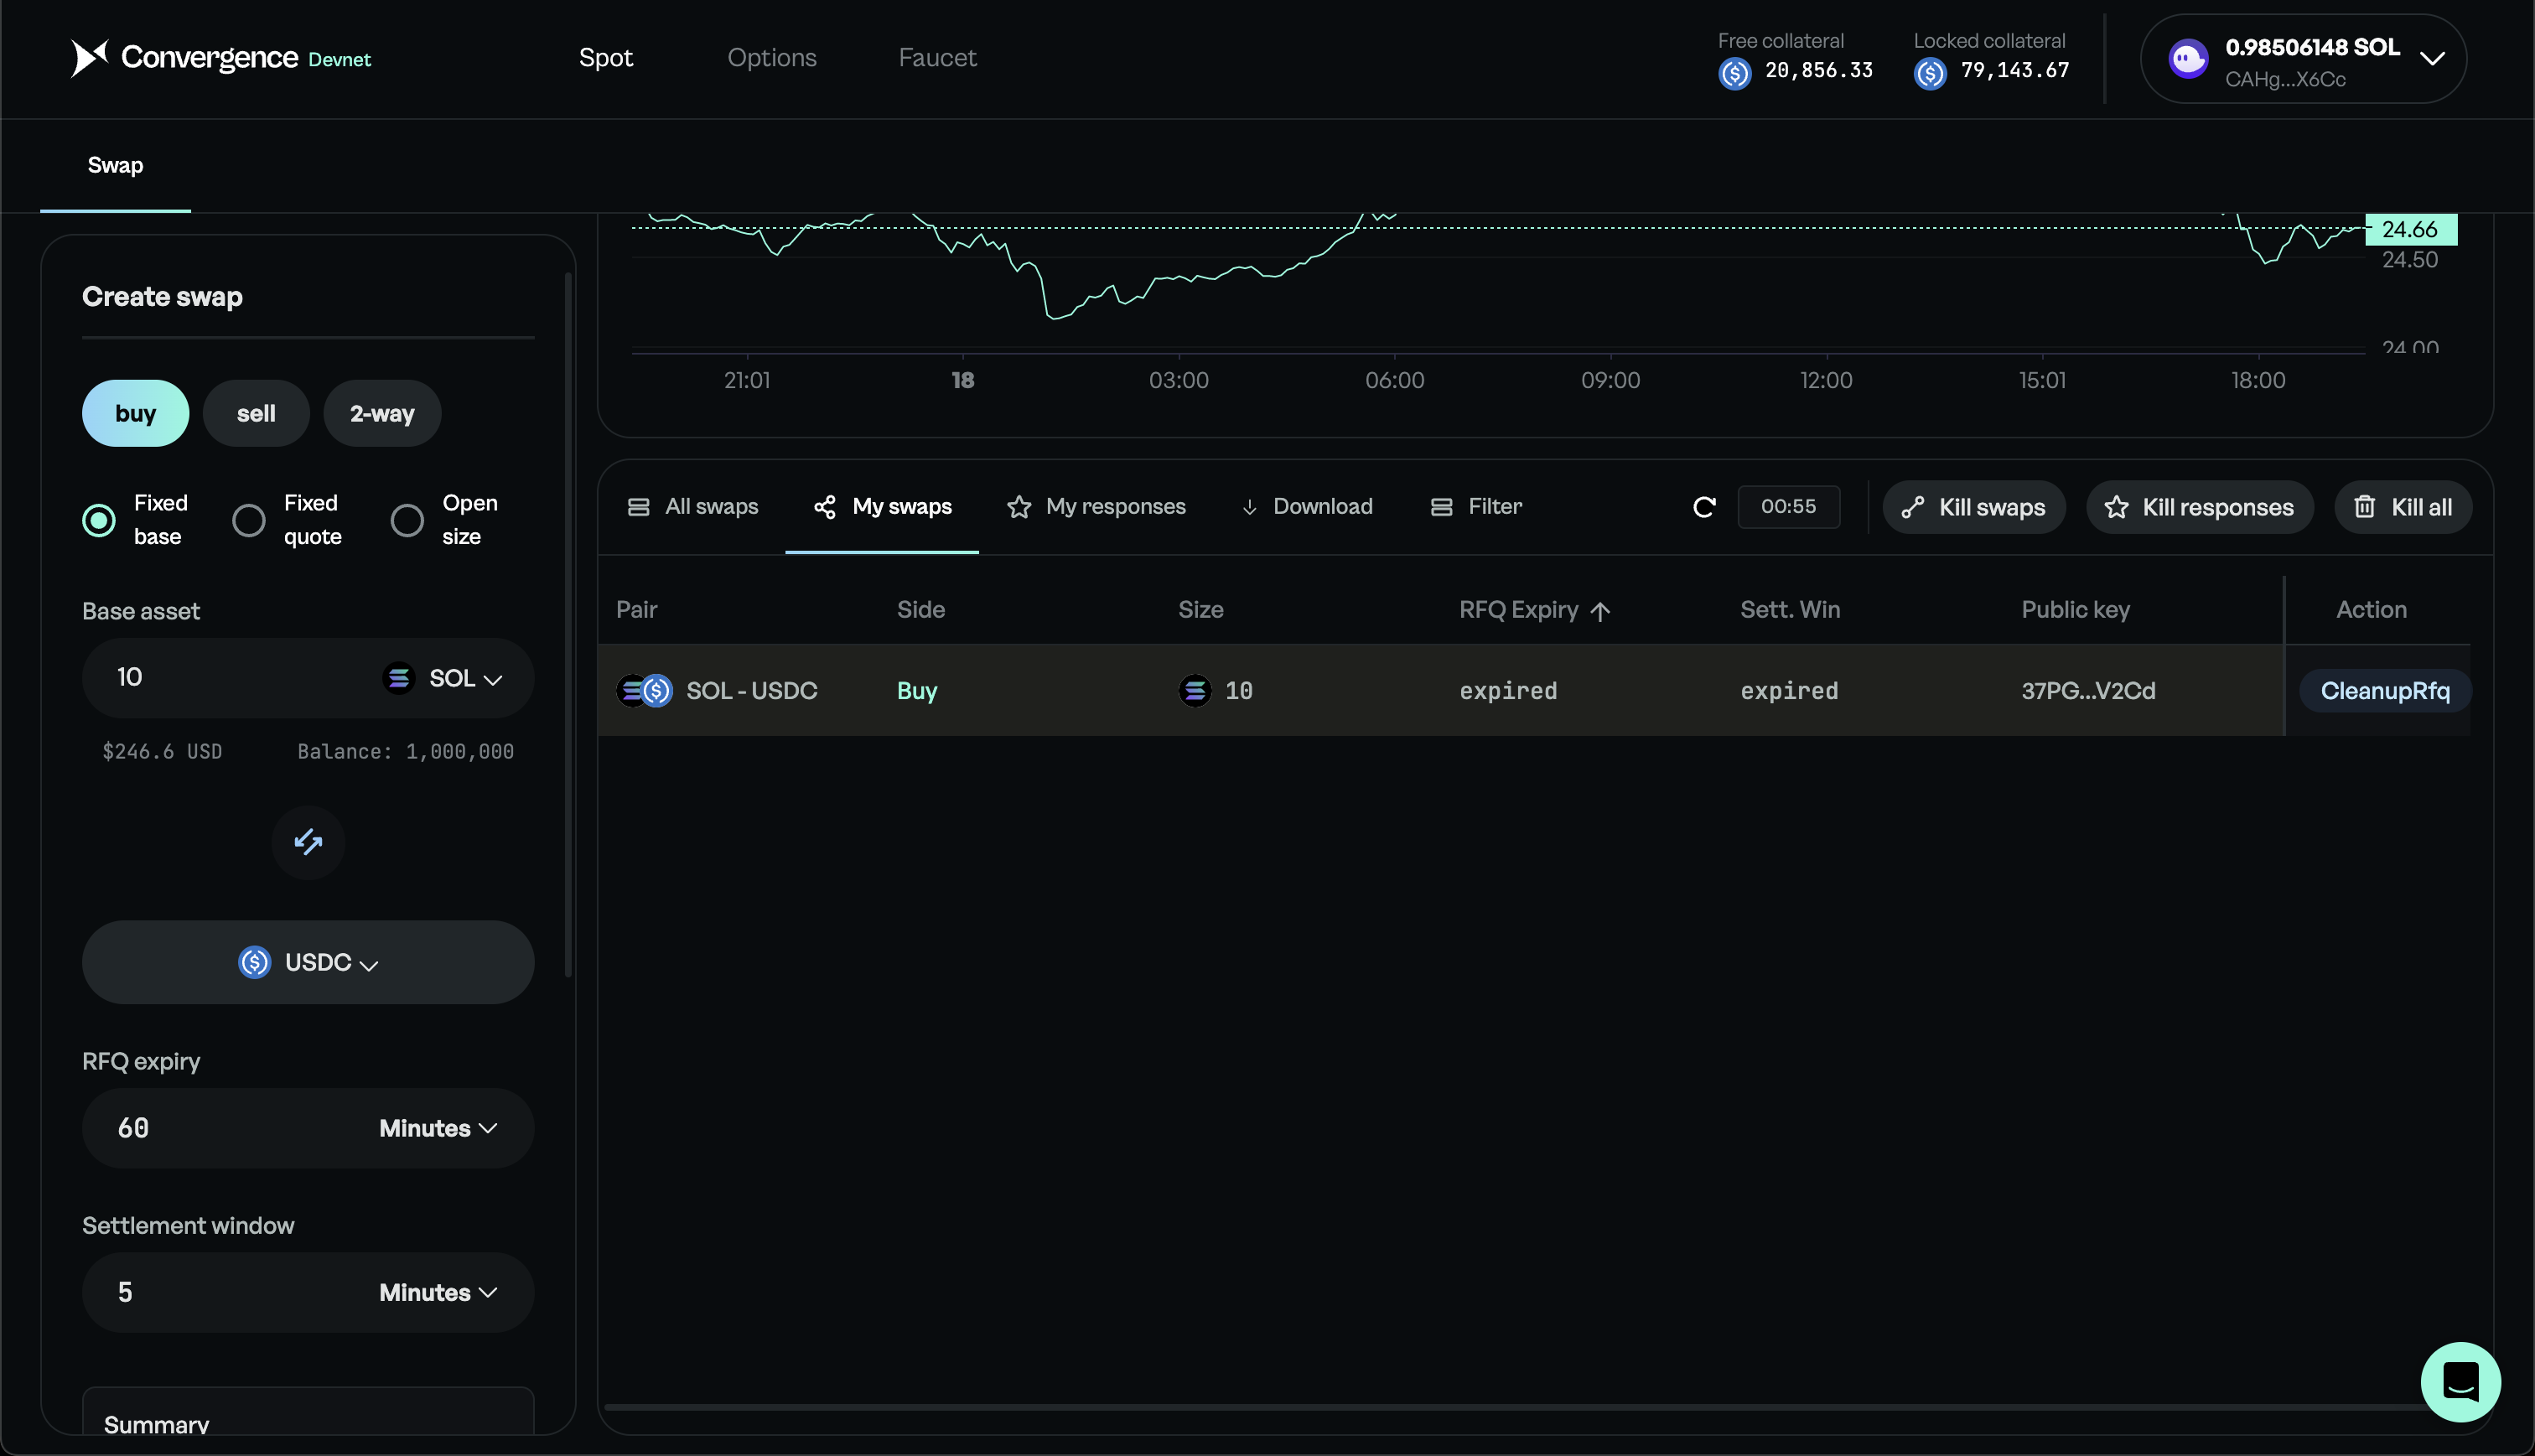 Convergence Devnet
Spot
Options
Faucet
Free collateral
20,856.33
Locked collateral
79,143.67
0.98506148 SOL
CAHg...X6Cc
Swap
Create swap
buy
sell
2-way
Fixed base
Fixed quote
Open size
Base asset
10
SOL
$246.6 USD
Balance: 1,000,000
USDC
RFQ expiry
60
Minutes
Settlement window
5
Minutes
Summary
24.66
24.50
24.00
21:01
18
03:00
06:00
09:00
12:00
15:01
18:00
All swaps
My swaps
My responses
Download
Filter
00:55
Kill swaps
Kill responses
Kill all
Pair
Side
Size
RFQ Expiry
Sett. Win
Public key
Action
SOL - USDC
Buy
10
expired
expired
37PG...V2Cd
CleanupRfq